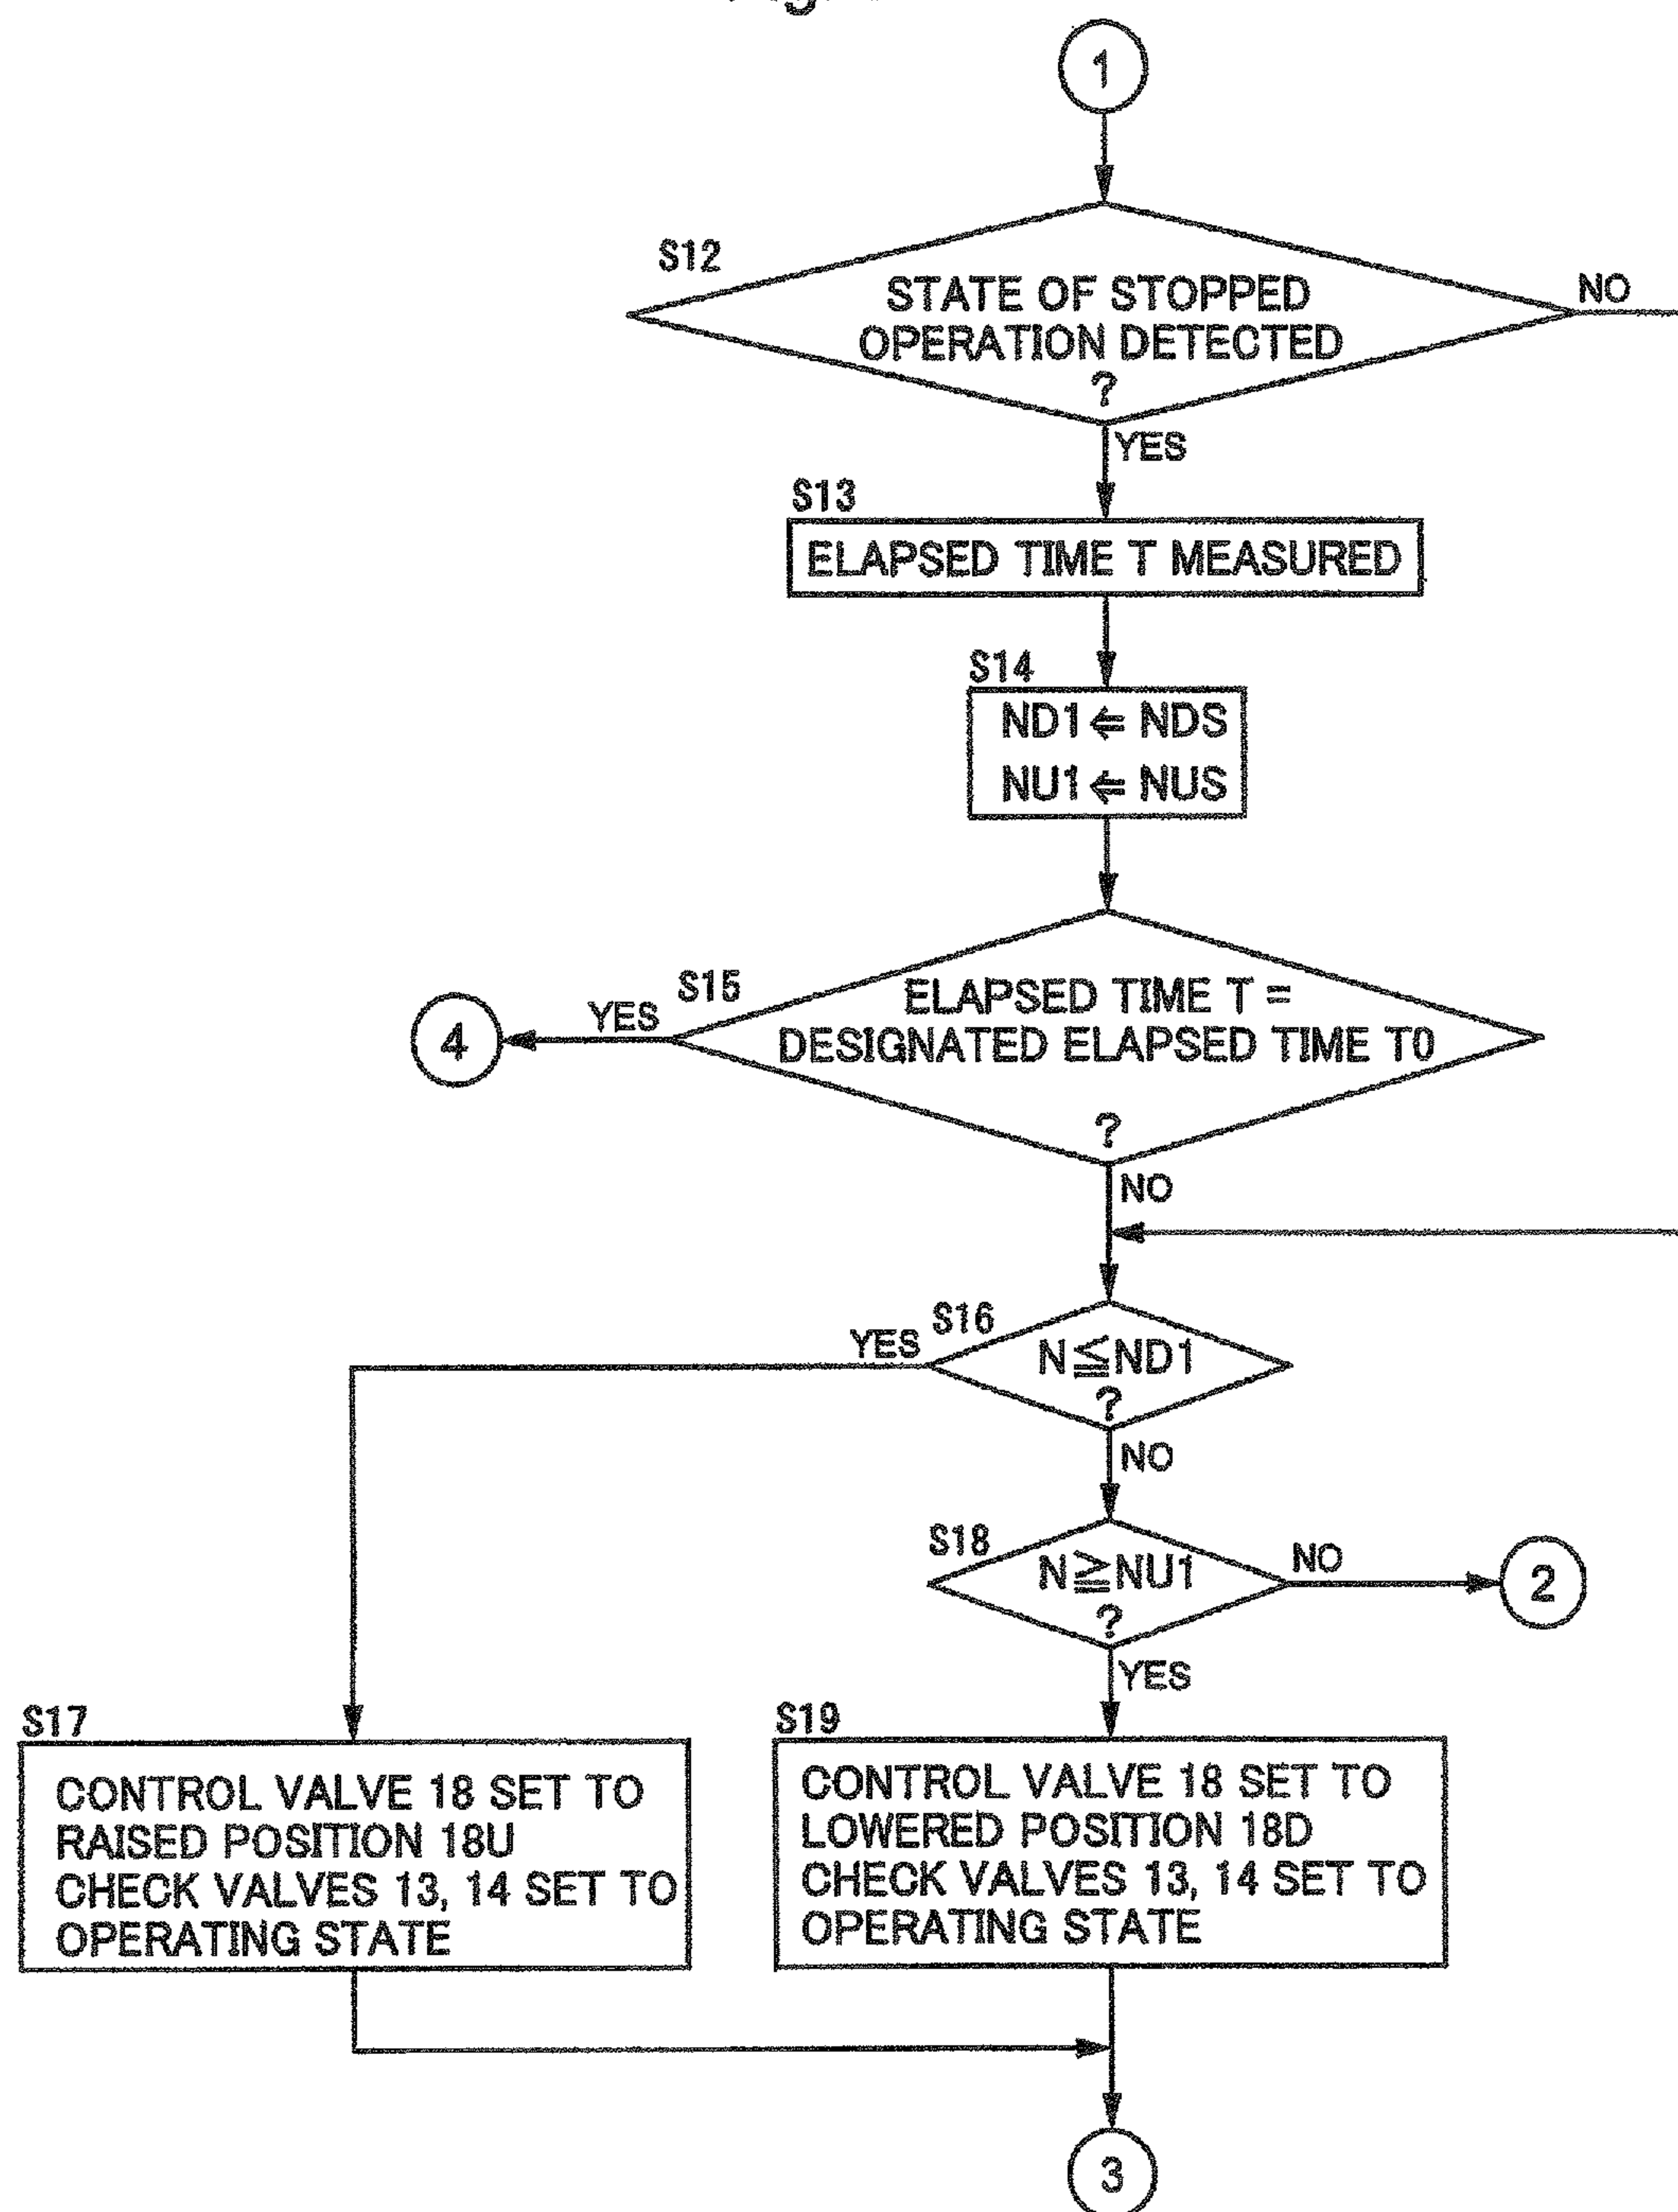 1
S12
STATE OF STOPPED
OPERATION DETECTED
?
NO
YES
S13
ELAPSED TIME T MEASURED
S14
ND1⇐NDS
NU1⇐NUS
S15
ELAPSED TIME T =
DESIGNATED ELAPSED TIME T0
?
YES
4
NO
S16
N≦ND1
?
YES
NO
S18
N≧NU1
?
NO
2
YES
S17
CONTROL VALVE 18 SET TO
RAISED POSITION 18U
CHECK VALVES 13, 14 SET TO
OPERATING STATE
S19
CONTROL VALVE 18 SET TO
LOWERED POSITION 18D
CHECK VALVES 13, 14 SET TO
OPERATING STATE
3